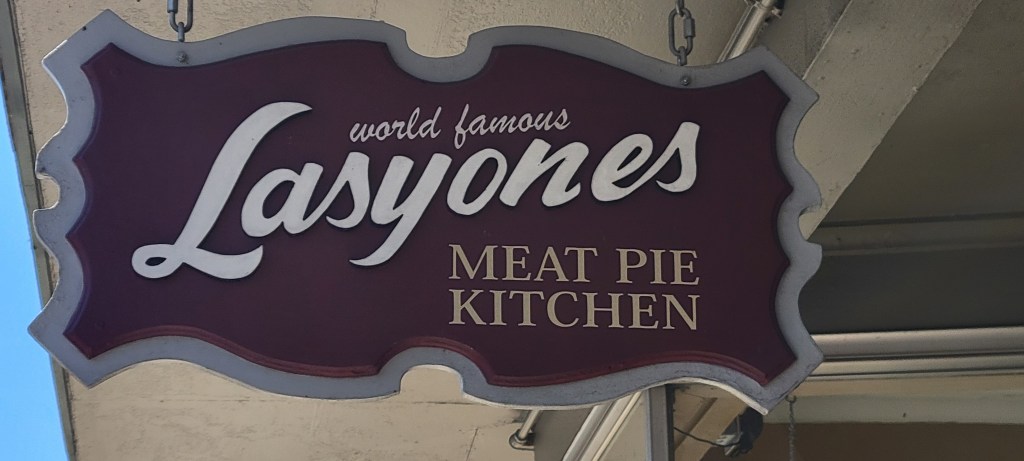 world famous
Lasyones
MEAT PIE
KITCHEN